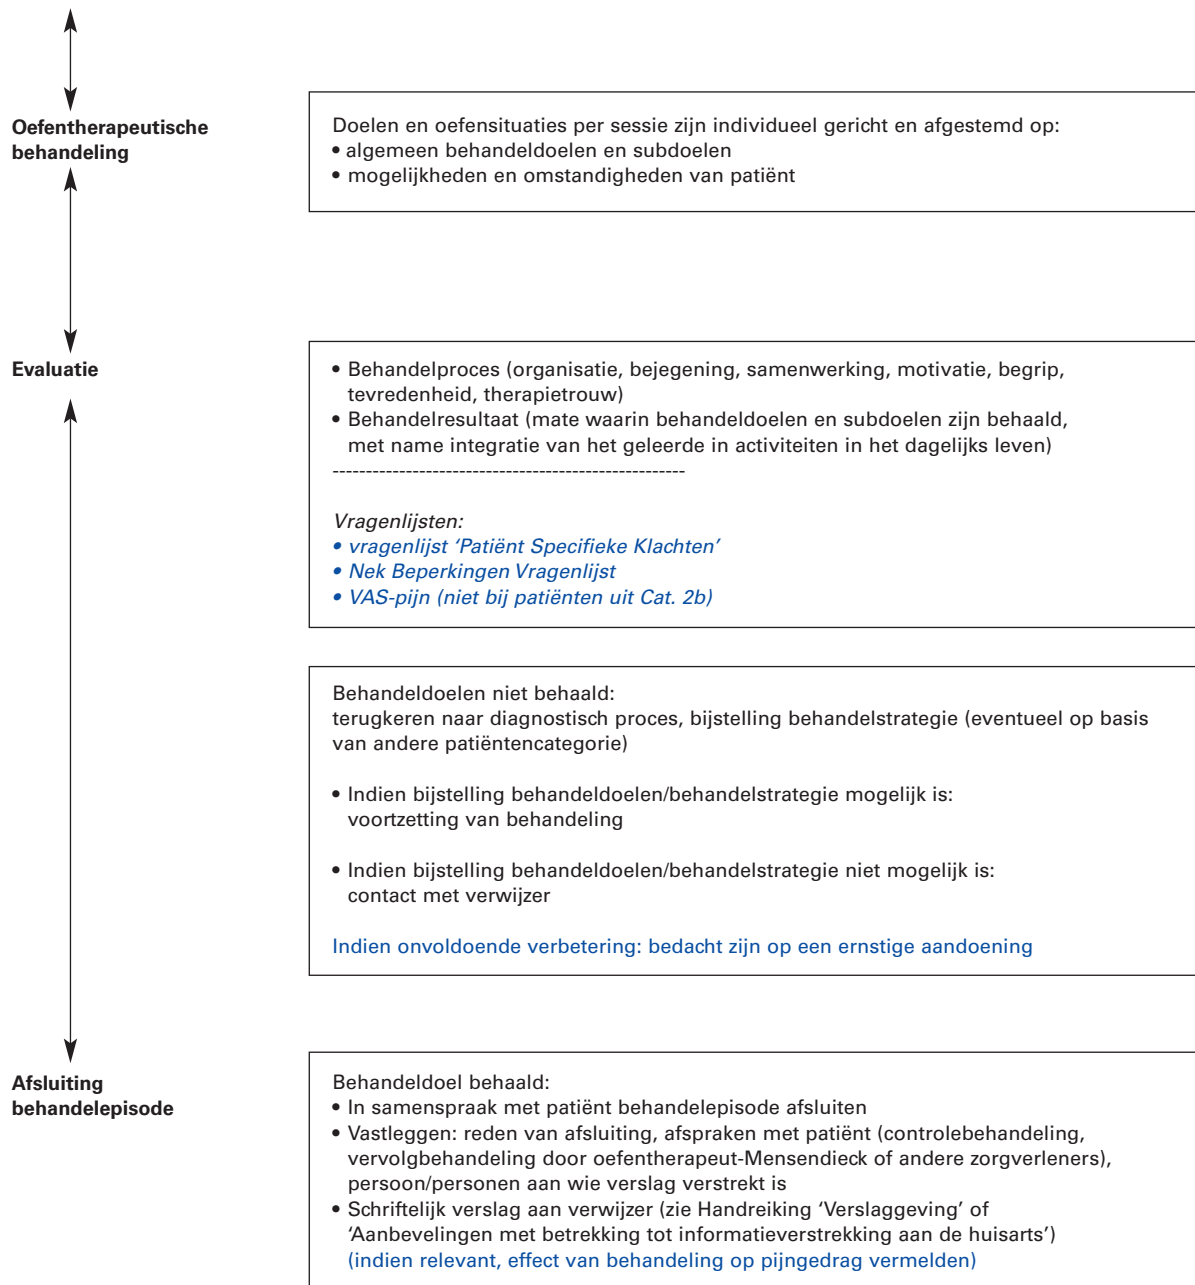 Oefentherapeutische
behandeling
Doelen en oefensituaties per sessie zijn individueel gericht en afgestemd op:
• algemeen behandeldoelen en subdoelen
• mogelijkheden en omstandigheden van patiënt
Evaluatie
• Behandelproces (organisatie, bejegening, samenwerking, motivatie, begrip,
tevredenheid, therapietrouw)
• Behandelresultaat (mate waarin behandeldoelen en subdoelen zijn behaald,
met name integratie van het geleerde in activiteiten in het dagelijks leven)
-----------------------------------------------------
Vragenlijsten:
• vragenlijst ‘Patiënt Specifieke Klachten’
• Nek Beperkingen Vragenlijst
• VAS-pijn (niet bij patiënten uit Cat. 2b)
Behandeldoelen niet behaald:
terugkeren naar diagnostisch proces, bijstelling behandelstrategie (eventueel op basis
van andere patiëntencategorie)
• Indien bijstelling behandeldoelen/behandelstrategie mogelijk is:
voortzetting van behandeling
• Indien bijstelling behandeldoelen/behandelstrategie niet mogelijk is:
contact met verwijzer
Indien onvoldoende verbetering: bedacht zijn op een ernstige aandoening
Afsluiting
behandelepisode
Behandeldoel behaald:
• In samenspraak met patiënt behandelepisode afsluiten
• Vastleggen: reden van afsluiting, afspraken met patiënt (controlebehandeling,
vervolgbehandeling door oefentherapeut-Mensendieck of andere zorgverleners),
persoon/personen aan wie verslag verstrekt is
• Schriftelijk verslag aan verwijzer (zie Handreiking ‘Verslaggeving’ of
‘Aanbevelingen met betrekking tot informatieverstrekking aan de huisarts’)
(indien relevant, effect van behandeling op pijngedrag vermelden)